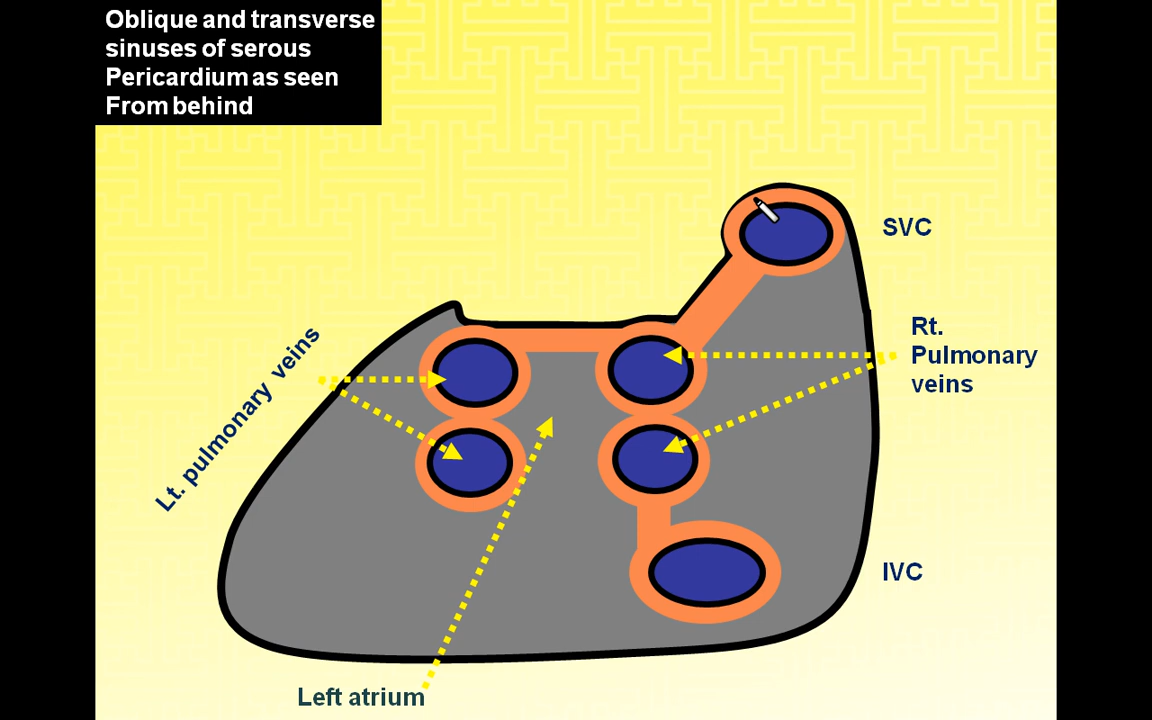 Oblique and transverse
sinuses of serous
Pericardium as seen
From behind
SVC
Rt.
Pulmonary
veins
Lt. pulmonary veins
IVC
Left atrium